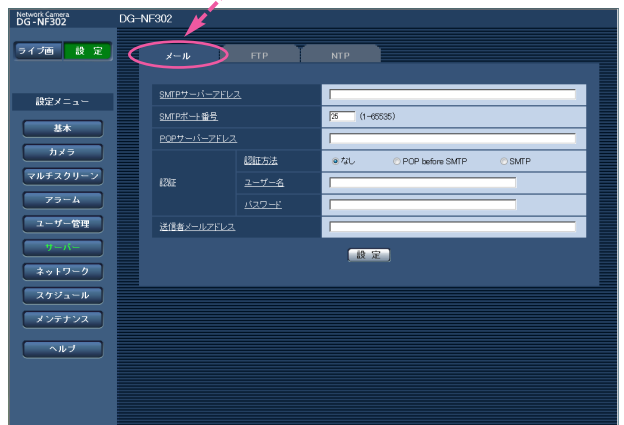 Network Camera
DG-NF302
DG-NF302
ライブ画
設 定
メール
FTP
NTP
設定メニュー
基本
カメラ
マルチスクリーン
アラーム
ユーザー管理
サーバー
ネットワーク
スケジュール
メンテナンス
ヘルプ
SMTPサーバーアドレス
SMTPポート番号
25
(1-65535)
POPサーバーアドレス
認証
認証方法
なし
POP before SMTP
SMTP
ユーザー名
パスワード
送信者メールアドレス
設 定